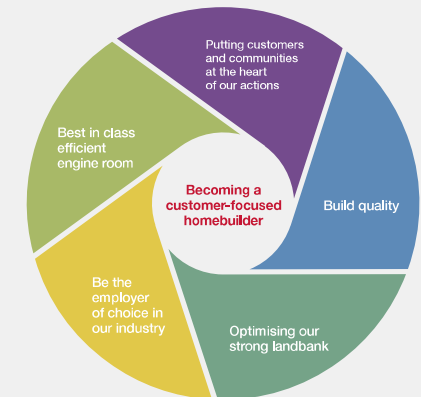 Putting customers
and communities
at the heart
of our actions
Best in class
efficient
engine room
Becoming a
customer-focused
homebuilder
Build quality
Be the
employer
of choice in
our industry
Optimising our
strong landbank